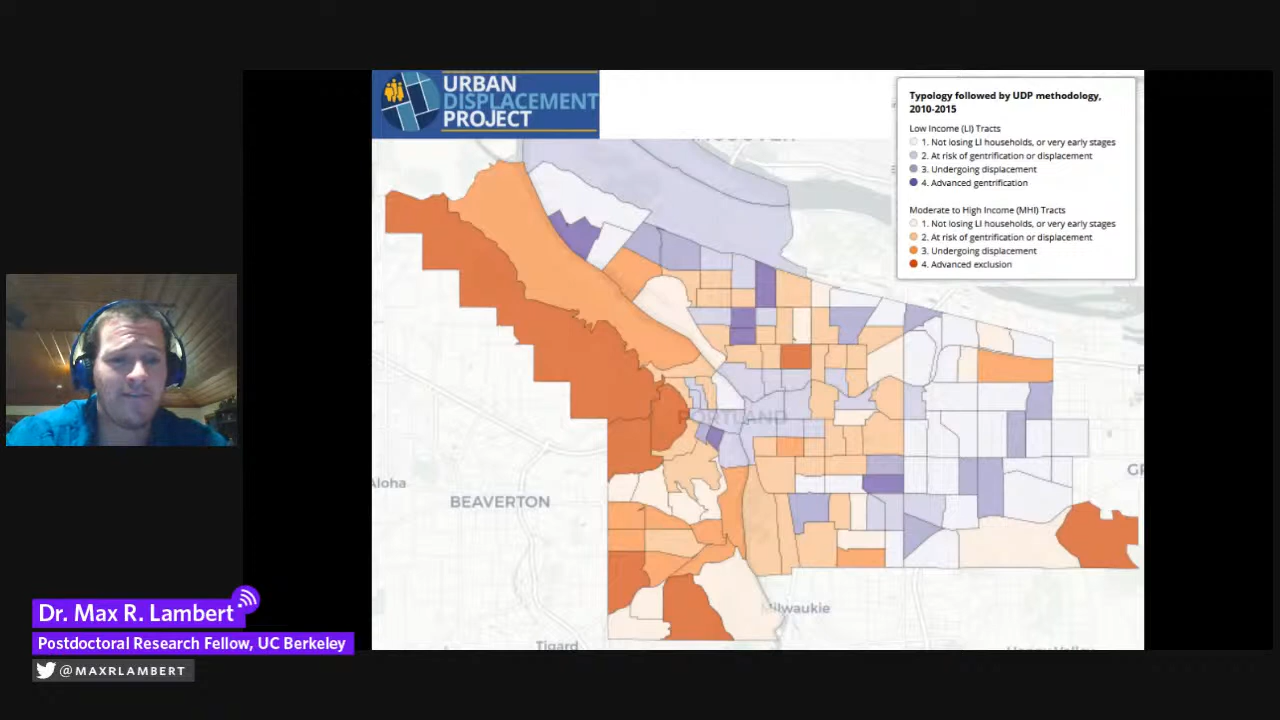 URBAN
DISPLACEMENT
PROJECT
Typology followed by UDP methodology,
2010-2015
Low Income (LI) Tracts
1. Not losing LI households, or very early stages
2. At risk of gentrification or displacement
3. Undergoing displacement
4. Advanced gentrification
Moderate to High Income (MHI) Tracts
1. Not losing LI households, or very early stages
2. At risk of gentrification or displacement
3. Undergoing displacement
4. Advanced exclusion
PORTLAND
Aloha
BEAVERTON
Milwaukie
Tigard
Dr. Max R. Lambert
Postdoctoral Research Fellow, UC Berkeley
@MAXRLAMBERT